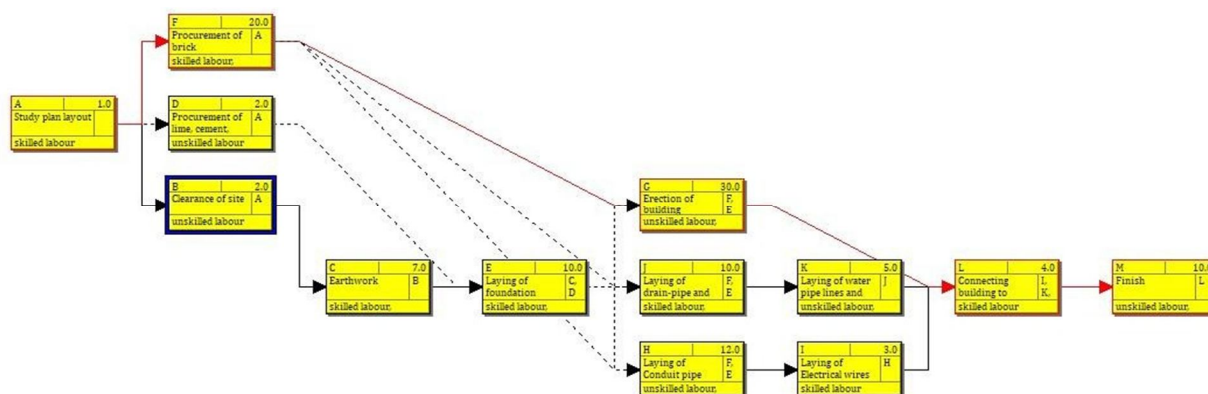 F 20.0
Procurement of A
brick
skilled labour,
A 1.0
Study plan layout
skilled labour
D 2.0
Procurement of A
lime, cement,
unskilled labour
B 2.0
Clearance of site A
unskilled labour
G 30.0
Erection of F,
building E
unskilled labour,
C 7.0
Earthwork B
skilled labour,
E 10.0
Laying of C,
foundation D
skilled labour,
J 10.0
Laying of F,
drain-pipe and E
skilled labour,
K 5.0
Laying of water J
pipe lines and
unskilled labour,
L 4.0
Connecting I,
building to K,
skilled labour
M 10.0
Finish L
unskilled labour,
H 12.0
Laying of F,
Conduit pipe E
unskilled labour,
I 3.0
Laying of H
Electrical wires
skilled labour